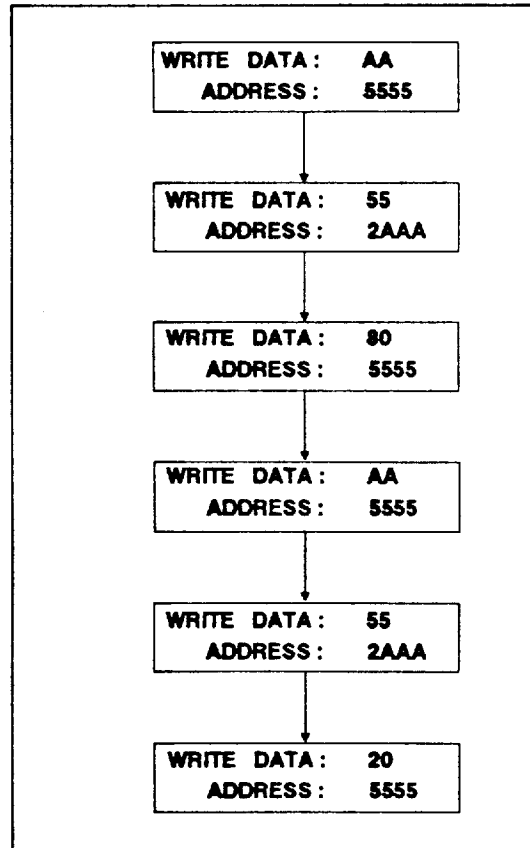 WRITE DATA: AA
ADDRESS: 5555
WRITE DATA: 55
ADDRESS: 2AAA
WRITE DATA: 80
ADDRESS: 5555
WRITE DATA: AA
ADDRESS: 5555
WRITE DATA: 55
ADDRESS: 2AAA
WRITE DATA: 20
ADDRESS: 5555